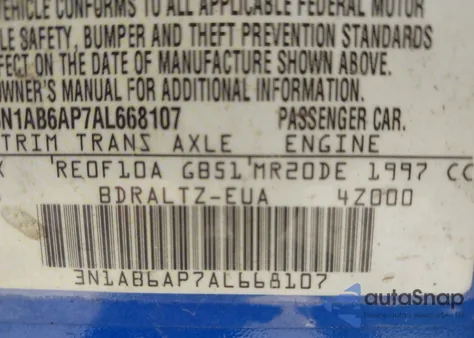 VEHICLE CONFORMS TO ALL APPLICABLE FEDERAL MOTOR
LE SAFETY, BUMPER AND THEFT PREVENTION STANDARDS
FFECT ON THE DATE OF MANUFACTURE SHOWN ABOVE.
OWNER'S MANUAL FOR ADDITIONAL INFORMATION.
3N1AB6AP7AL668107 PASSENGER CAR.
TRIM TRANS AXLE ENGINE
K RE0F10A GB51 MR20DE 1997 CC
BDRALTZ-EUA 4Z000
3N1AB6AP7AL668107
autoSnap